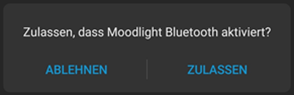 Zulassen, dass Moodlight Bluetooth aktiviert?
ABLEHNEN
ZULASSEN